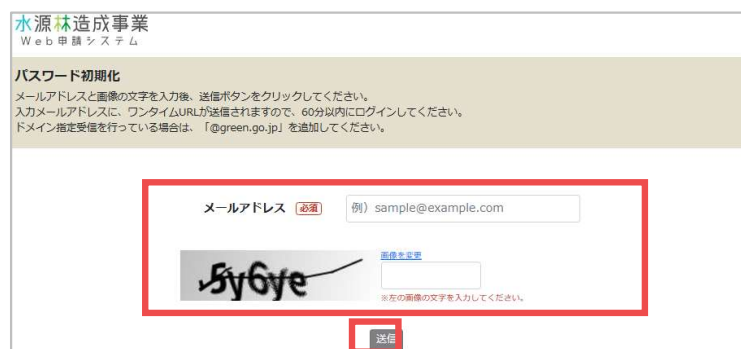 水源林造成事業
Web申請システム
パスワード初期化
メールアドレスと画像の文字を入力後、送信ボタンをクリックしてください。
入力メールアドレスに、ワンタイムURLが送信されますので、60分以内にログインしてください。
ドメイン指定受信を行っている場合は、「@green.go.jp」を追加してください。
メールアドレス 必須 例）sample@example.com
画像を変更
5y6ye
※左の画像の文字を入力してください。
送信